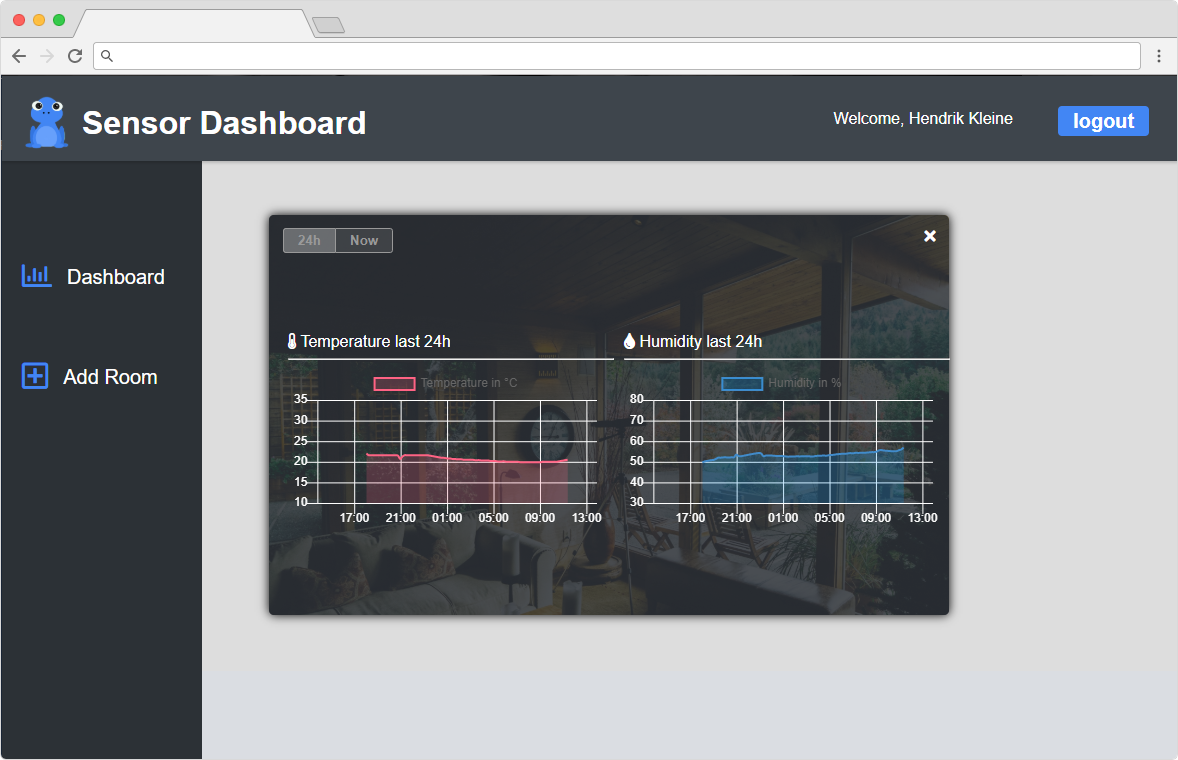 Sensor Dashboard
Welcome, Hendrik Kleine
logout
Dashboard
Add Room
24h Now
Temperature last 24h
Temperature in °C
35
30
25
20
15
10
17:00 21:00 01:00 05:00 09:00 13:00
Humidity last 24h
Humidity in %
80
70
60
50
40
30
17:00 21:00 01:00 05:00 09:00 13:00